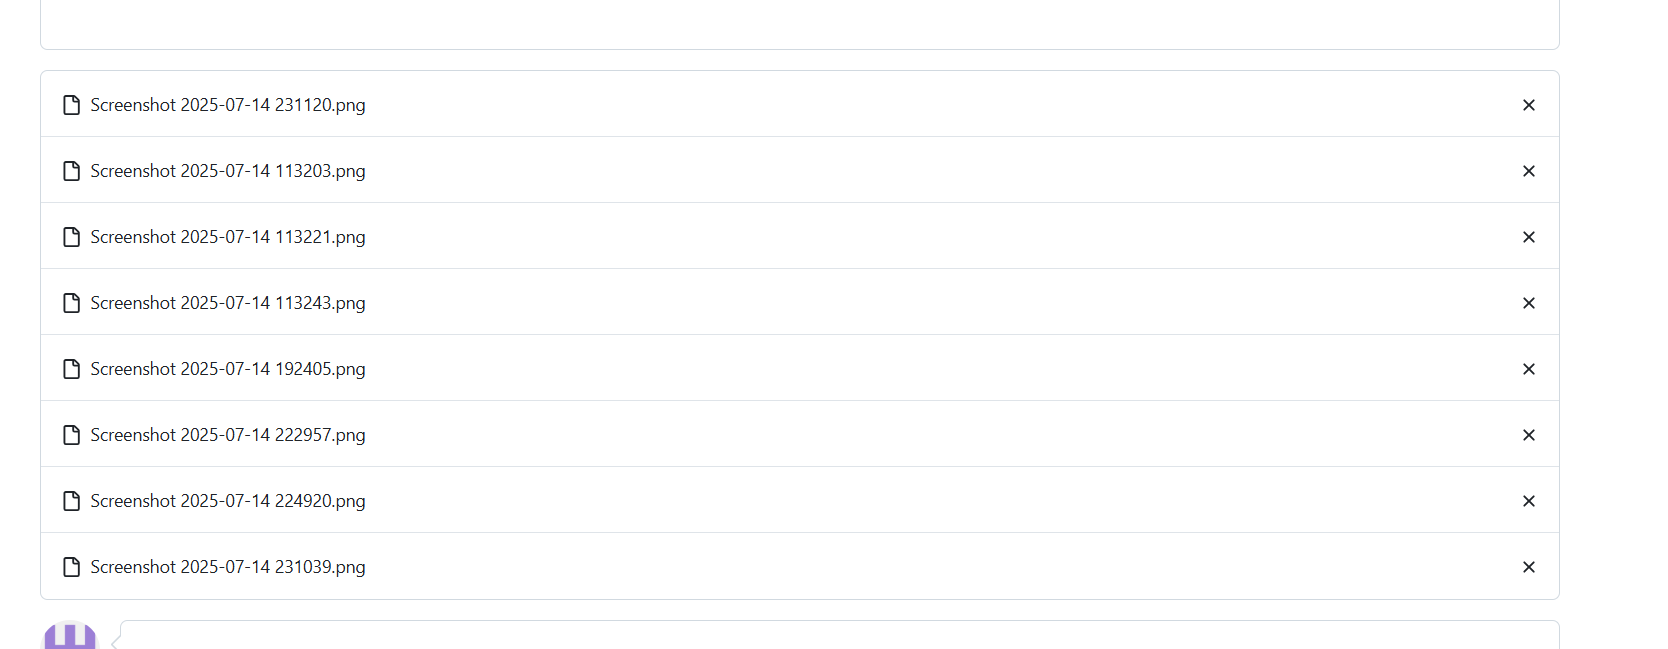 Screenshot 2025-07-14 231120.png
Screenshot 2025-07-14 113203.png
Screenshot 2025-07-14 113221.png
Screenshot 2025-07-14 113243.png
Screenshot 2025-07-14 192405.png
Screenshot 2025-07-14 222957.png
Screenshot 2025-07-14 224920.png
Screenshot 2025-07-14 231039.png